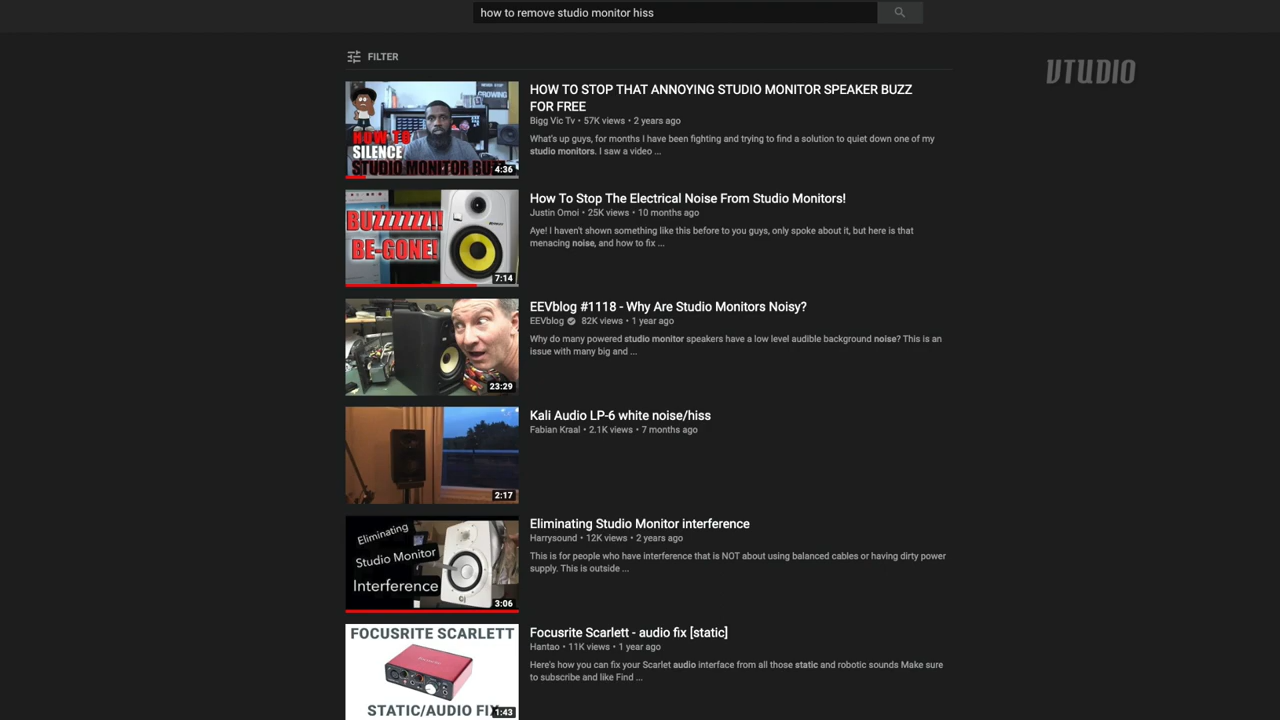 how to remove studio monitor hiss
FILTER
VTUDIO
HOW TO STOP THAT ANNOYING STUDIO MONITOR SPEAKER BUZZ
FOR FREE
Bigg Vic Tv • 57K views • 2 years ago
What's up guys, for months I have been fighting and trying to find a solution to quiet down one of my
studio monitors. I saw a video ...
GROWING
HOW TO
SILENCE
STUDIO MONITOR BUZZ
4:36
How To Stop The Electrical Noise From Studio Monitors!
Justin Omoi • 25K views • 10 months ago
Aye! I haven't shown something like this before to you guys, only spoke about it, but here is that
menacing noise, and how to fix ...
BUZZZZZZ!!
BE-GONE!
7:14
EEVblog #1118 - Why Are Studio Monitors Noisy?
EEVblog 82K views • 1 year ago
Why do many powered studio monitor speakers have a low level audible background noise? This is an
issue with many big and ...
23:29
Kali Audio LP-6 white noise/hiss
Fabian Kraal • 2.1K views • 7 months ago
2:17
Eliminating Studio Monitor interference
Harrysound • 12K views • 2 years ago
This is for people who have interference that is NOT about using balanced cables or having dirty power
supply. This is outside ...
Eliminating
Studio Monitor
Interference
3:06
Focusrite Scarlett - audio fix [static]
Hantao • 11K views • 1 year ago
Here's how you can fix your Scarlet audio interface from all those static and robotic sounds Make sure
to subscribe and like Find ...
FOCUSRITE SCARLETT
STATIC/AUDIO FIX
1:43